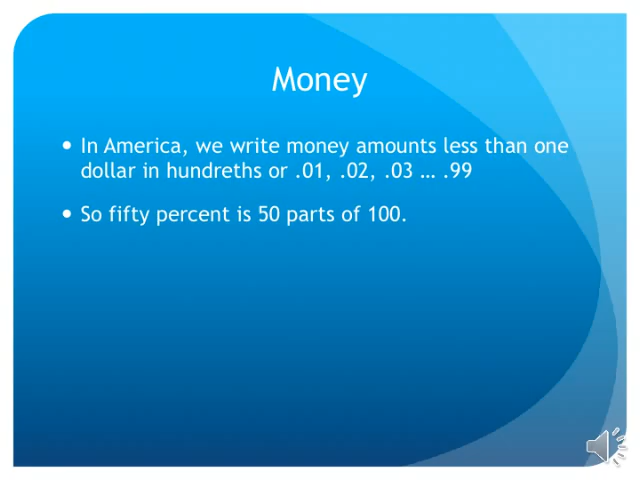 Money
• In America, we write money amounts less than one
dollar in hundreths or .01, .02, .03 … .99
• So fifty percent is 50 parts of 100.